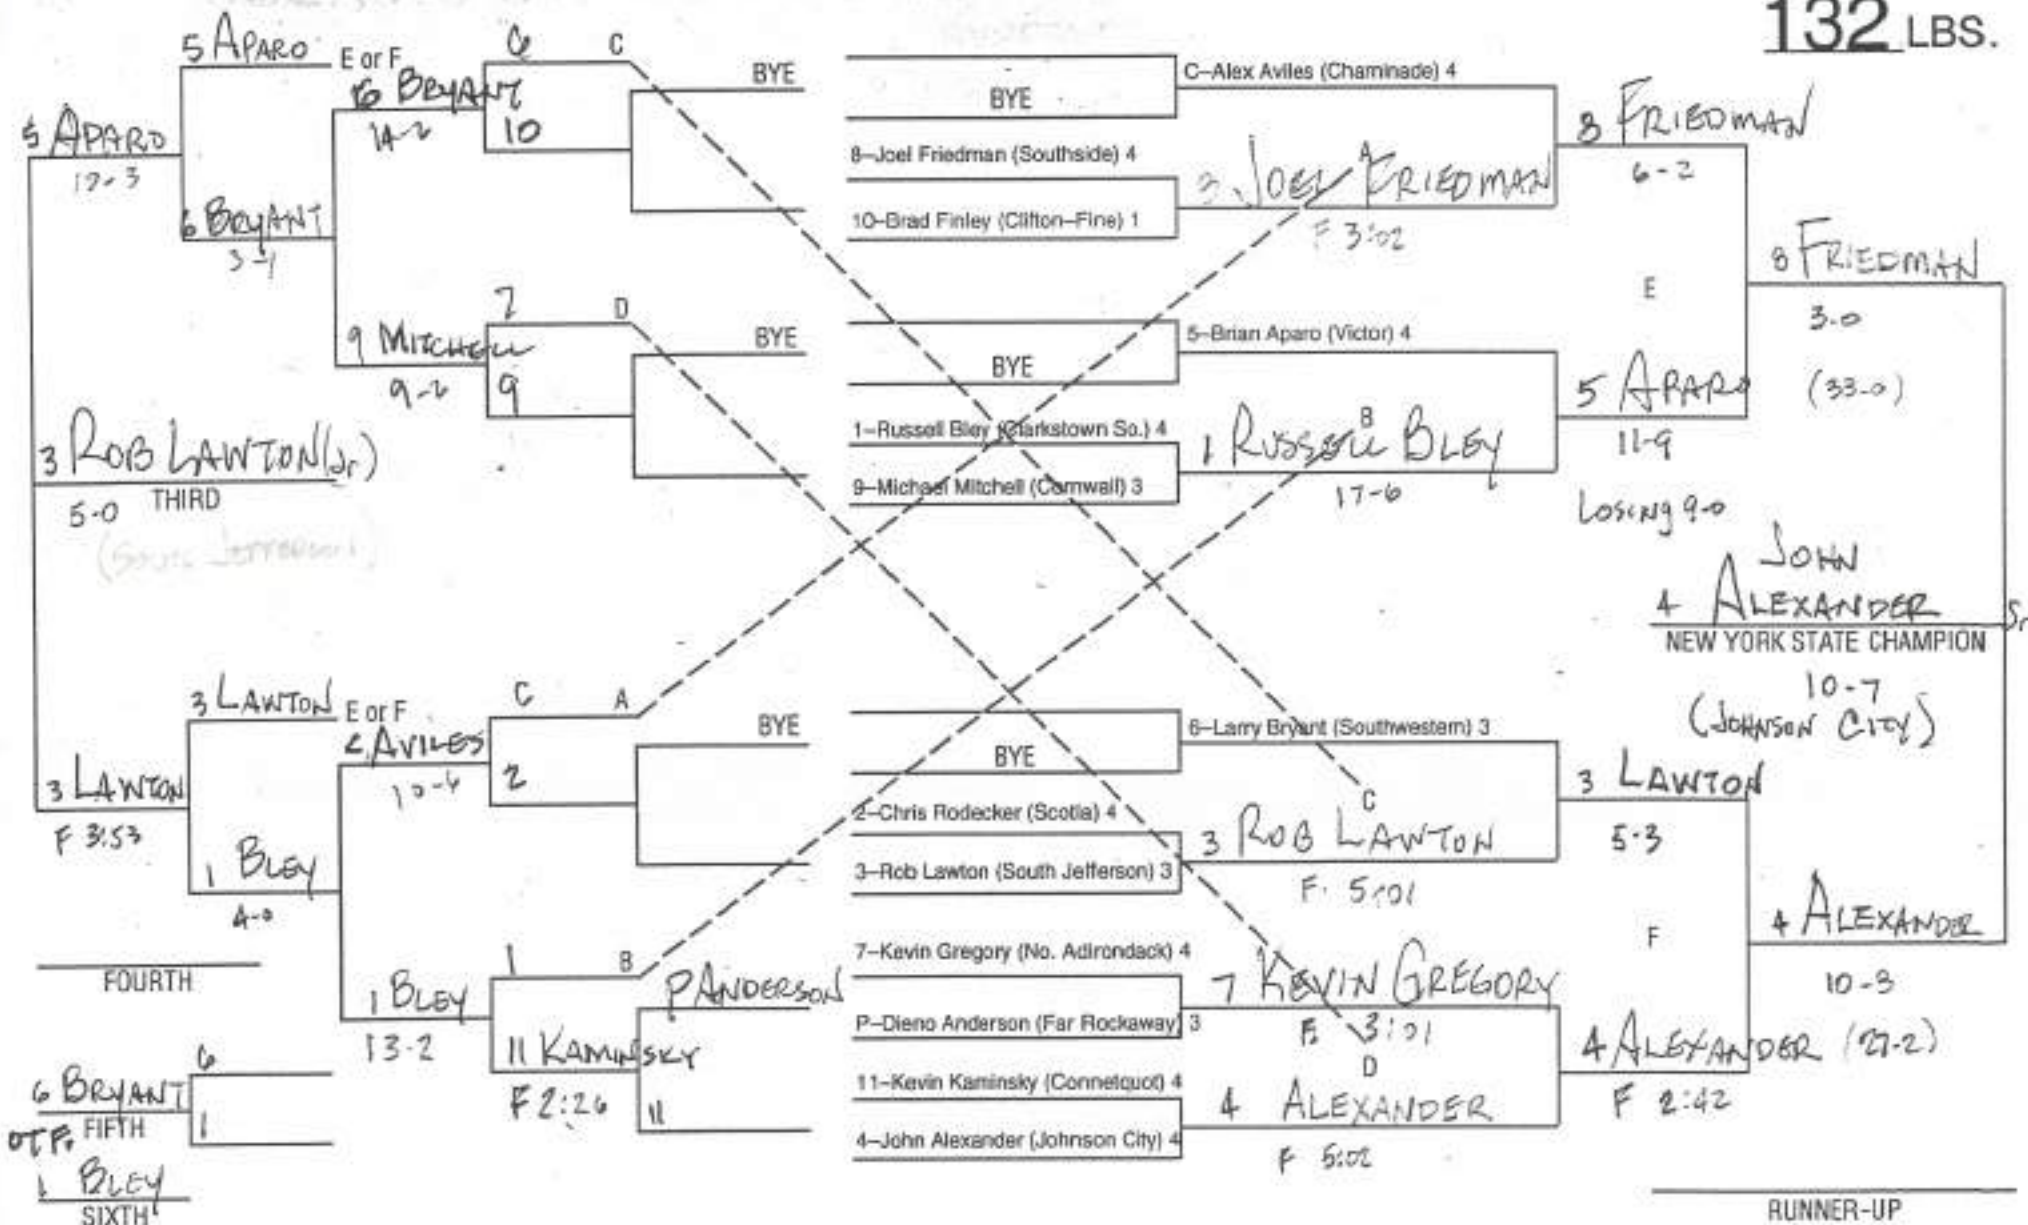 132 LBS.
5 APARO
E or F
6 BRYANT
14-2
6
C
10
BYE
5 APARO
6 BRYANT
9 MITCHELL
9-2
7
D
9
BYE
3 ROB LAWTON (Jr)
5-0 THIRD
3 LAWTON
E or F
C AVILES
C
A
2
BYE
3 LAWTON
F 3:53
1 BLEY
4-0
FOURTH
1 BLEY
13-2
1
B
P ANDERSON
11 KAMINSKY
F 2:26
11
6 BRYANT
OT F. FIFTH
6
1
1 BLEY
SIXTH
BYE
C–Alex Aviles (Chaminade) 4
8–Joel Friedman (Southside) 4
10–Brad Finley (Clifton–Fine) 1
JOEL FRIEDMAN
A
F 3:02
BYE
5–Brian Aparo (Victor) 4
1–Russell Bley (Clarkstown So.) 4
9–Michael Mitchell (Cornwall) 3
1 RUSSELL BLEY
B
17-6
BYE
6–Larry Bryant (Southwestern) 3
2–Chris Rodecker (Scotia) 4
3–Rob Lawton (South Jefferson) 3
C
3 ROB LAWTON
F. 5:01
7–Kevin Gregory (No. Adirondack) 4
P–Dieno Anderson (Far Rockaway) 3
7 KEVIN GREGORY
F. 3:01
D
11–Kevin Kaminsky (Connetquot) 4
4–John Alexander (Johnson City) 4
4 ALEXANDER
F 5:02
8 FRIEDMAN
6-2
E
5 APARO
11-9
Losing 9-0
8 FRIEDMAN
3-0
(33-0)
JOHN
4 ALEXANDER Sr
NEW YORK STATE CHAMPION
10-7
(JOHNSON CITY)
3 LAWTON
5-3
F
4 ALEXANDER
10-3
4 ALEXANDER (27-2)
F 2:42
RUNNER-UP